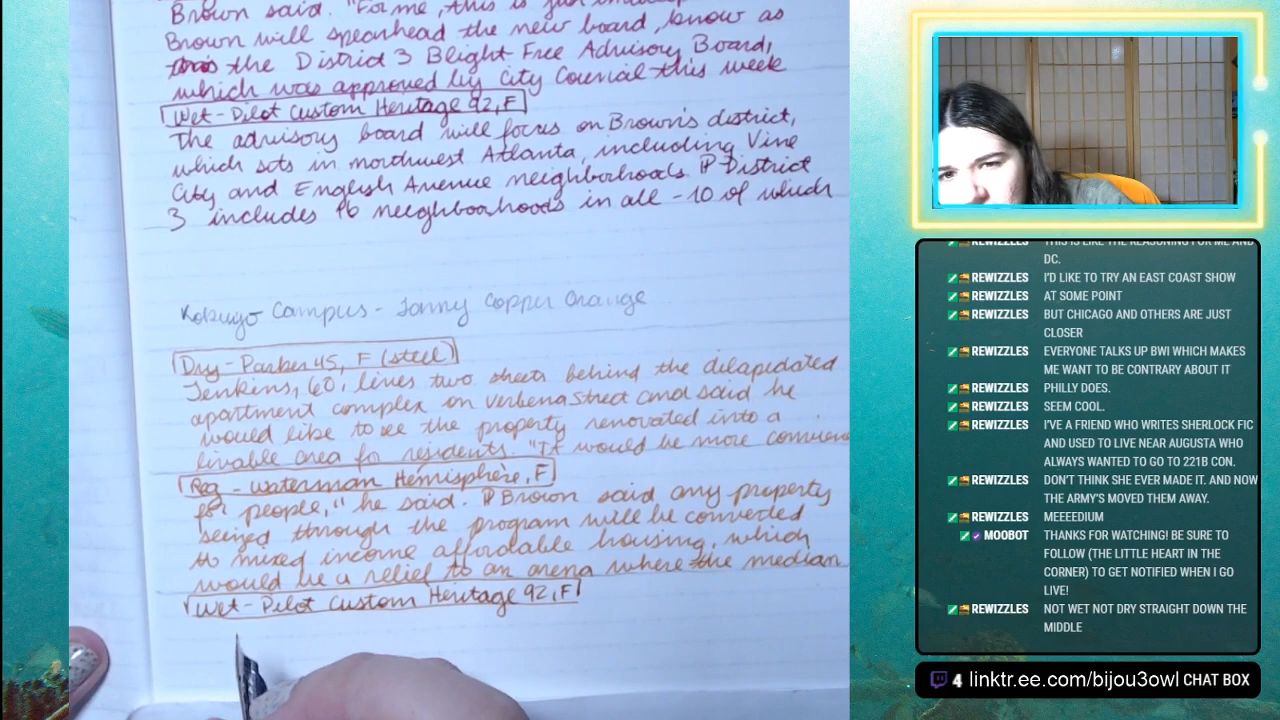 Brown said. "For me, this is just
Brown will spearhead the new board, know as
the District 3 Blight Free Advisory Board,
which was approved by City Council this week
Wet-Pilot Custom Heritage 92, F
The advisory board will focus on Brown's district,
which sits in northwest Atlanta, including Vine
City and English Avenue neighborhoods. ¶ District
3 includes 16 neighboorhoods in all - 10 of which
Kokuyo Campus - Tonny Copper Orange
Dry-Parker 45, F (steel)
Jenkins, 60, lives two streets behind the dilapidated
apartment complex on Verbena Street and said he
would like to see the property renovated into a
livable area for residents. "It would be more
Reg - Waterman Hemisphere, F
for people," he said. ¶ Brown said any property
seized through the program will be converted
to mixed income affordable housing, which
would be a relief to an arena where the median
Wet-Pilot Custom Heritage 92, F
REWIZZLES THIS IS LIKE THE REASONING FOR ME AND
DC.
REWIZZLES I'D LIKE TO TRY AN EAST COAST SHOW
REWIZZLES AT SOME POINT
REWIZZLES BUT CHICAGO AND OTHERS ARE JUST
CLOSER
REWIZZLES EVERYONE TALKS UP BWI WHICH MAKES
ME WANT TO BE CONTRARY ABOUT IT
REWIZZLES PHILLY DOES.
REWIZZLES SEEM COOL.
REWIZZLES I'VE A FRIEND WHO WRITES SHERLOCK FIC
AND USED TO LIVE NEAR AUGUSTA WHO
ALWAYS WANTED TO GO TO 221B CON.
REWIZZLES DON'T THINK SHE EVER MADE IT. AND NOW
THE ARMY'S MOVED THEM AWAY.
REWIZZLES MEEEDIUM
MOOBOT THANKS FOR WATCHING! BE SURE TO
FOLLOW (THE LITTLE HEART IN THE
CORNER) TO GET NOTIFIED WHEN I GO
LIVE!
REWIZZLES NOT WET NOT DRY STRAIGHT DOWN THE
MIDDLE
4 linktr.ee.com/bijou3owl CHAT BOX